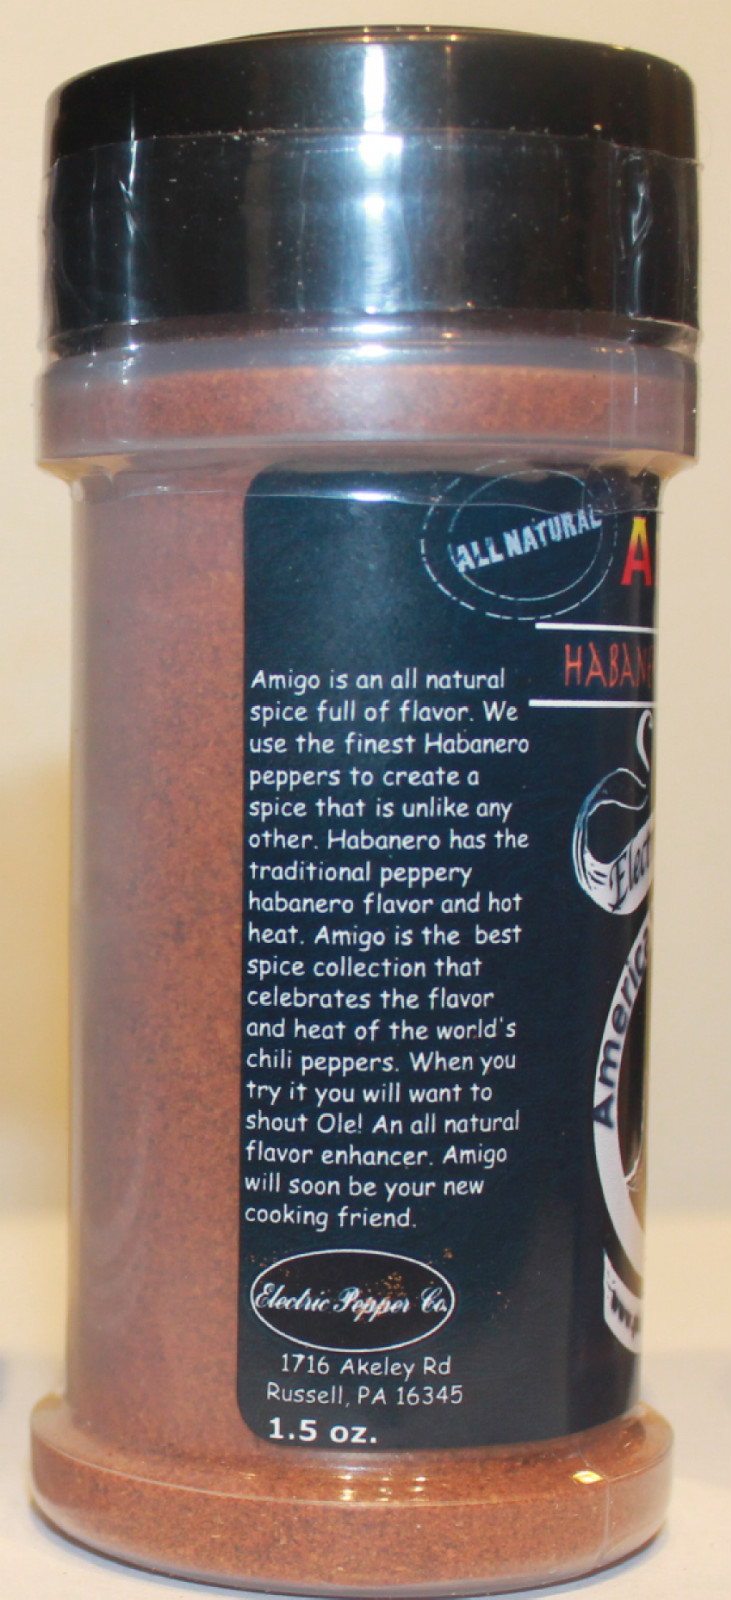 ALL NATURAL
Amigo is an all natural
spice full of flavor. We
use the finest Habanero
peppers to create a
spice that is unlike any
other. Habanero has the
traditional peppery
habanero flavor and hot
heat. Amigo is the best
spice collection that
celebrates the flavor
and heat of the world's
chili peppers. When you
try it you will want to
shout Ole! An all natural
flavor enhancer. Amigo
will soon be your new
cooking friend.
Electric Pepper Co.
1716 Akeley Rd
Russell, PA 16345
1.5 oz.